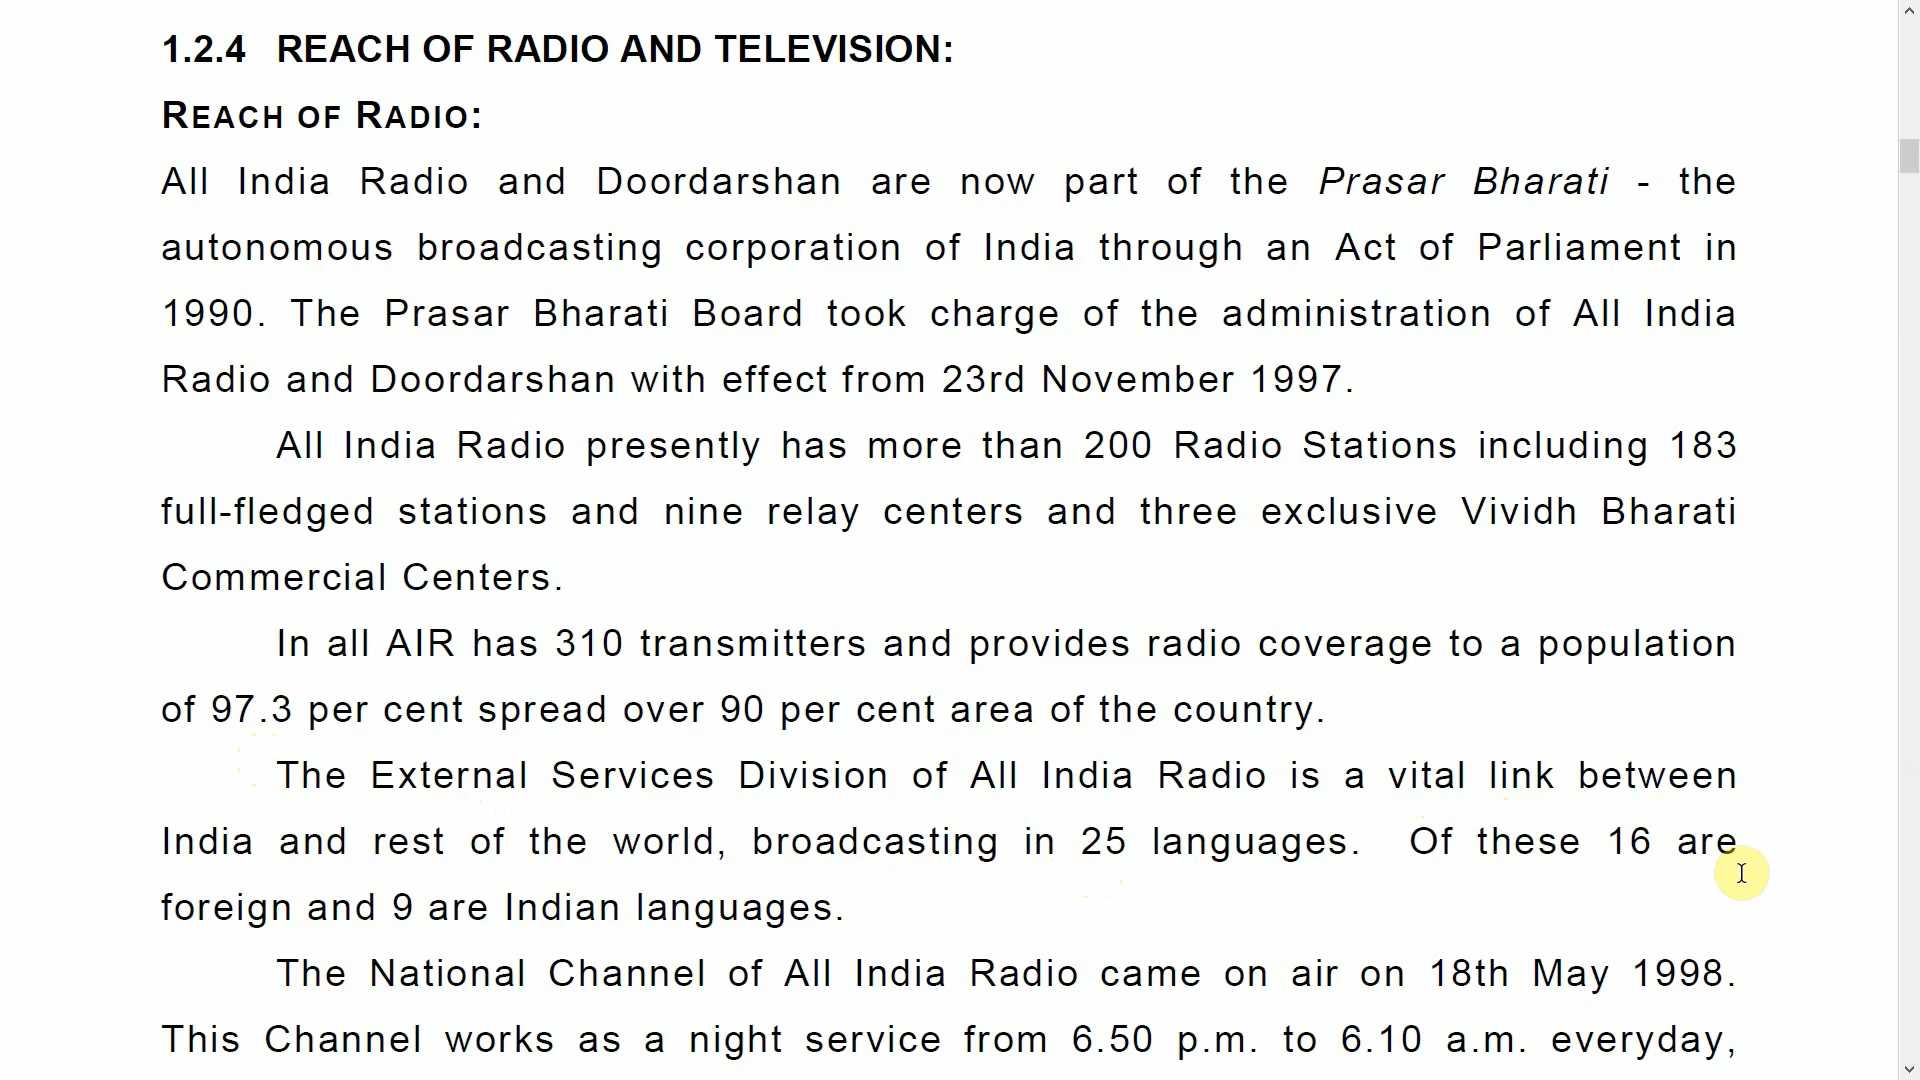 1.2.4 REACH OF RADIO AND TELEVISION:
REACH OF RADIO:
All India Radio and Doordarshan are now part of the Prasar Bharati - the
autonomous broadcasting corporation of India through an Act of Parliament in
1990. The Prasar Bharati Board took charge of the administration of All India
Radio and Doordarshan with effect from 23rd November 1997.
All India Radio presently has more than 200 Radio Stations including 183
full-fledged stations and nine relay centers and three exclusive Vividh Bharati
Commercial Centers.
In all AIR has 310 transmitters and provides radio coverage to a population
of 97.3 per cent spread over 90 per cent area of the country.
The External Services Division of All India Radio is a vital link between
India and rest of the world, broadcasting in 25 languages. Of these 16 are
foreign and 9 are Indian languages.
The National Channel of All India Radio came on air on 18th May 1998.
This Channel works as a night service from 6.50 p.m. to 6.10 a.m. everyday,